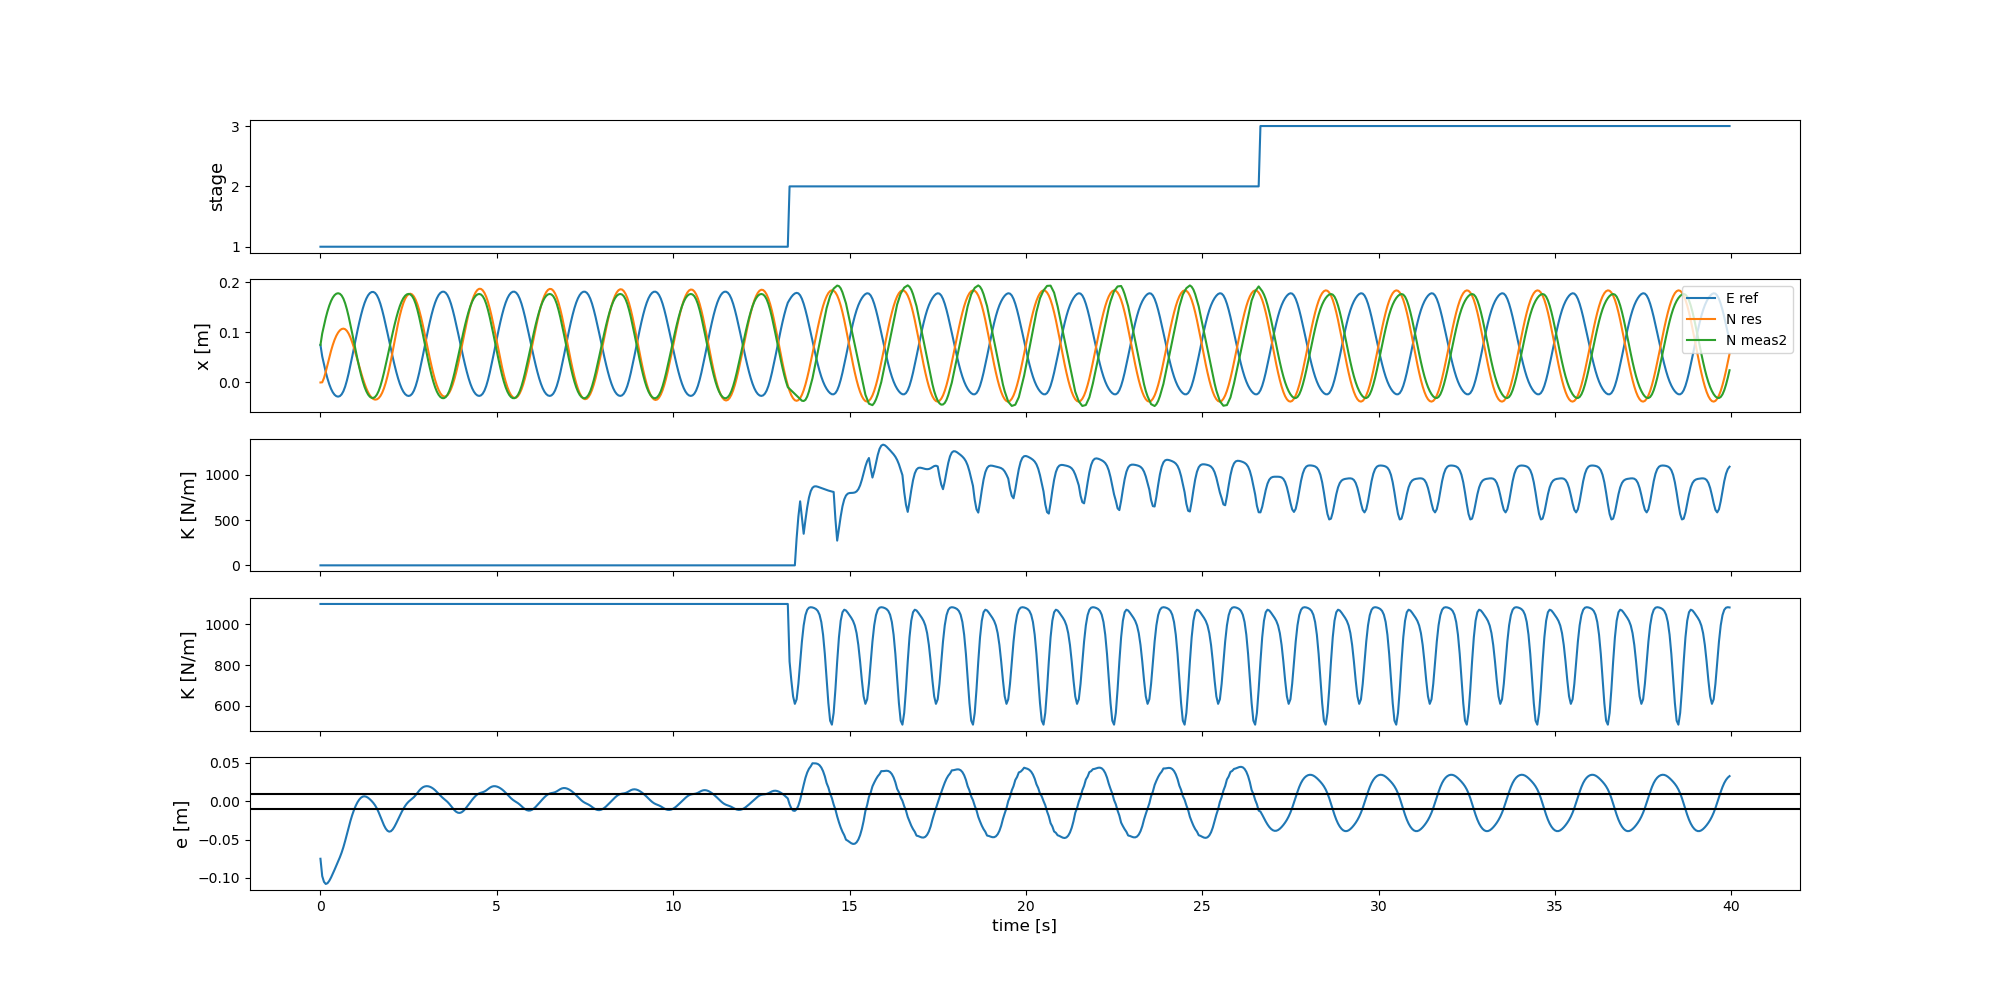 3
2
1
stage
0.2
0.1
0.0
x [m]
E ref
N res
N meas2
1000
500
0
K [N/m]
1000
800
600
K [N/m]
0.05
0.00
−0.05
−0.10
e [m]
0 5 10 15 20 25 30 35 40
time [s]